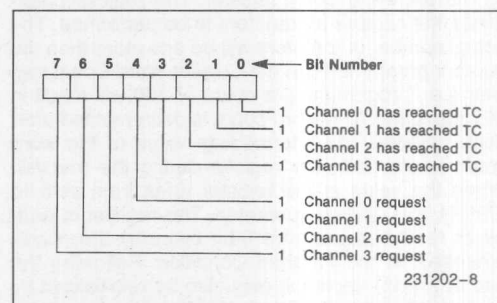 7 6 5 4 3 2 1 0 Bit Number
1 Channel 0 has reached TC
1 Channel 1 has reached TC
1 Channel 2 has reached TC
1 Channel 3 has reached TC
1 Channel 0 request
1 Channel 1 request
1 Channel 2 request
1 Channel 3 request
231202-8